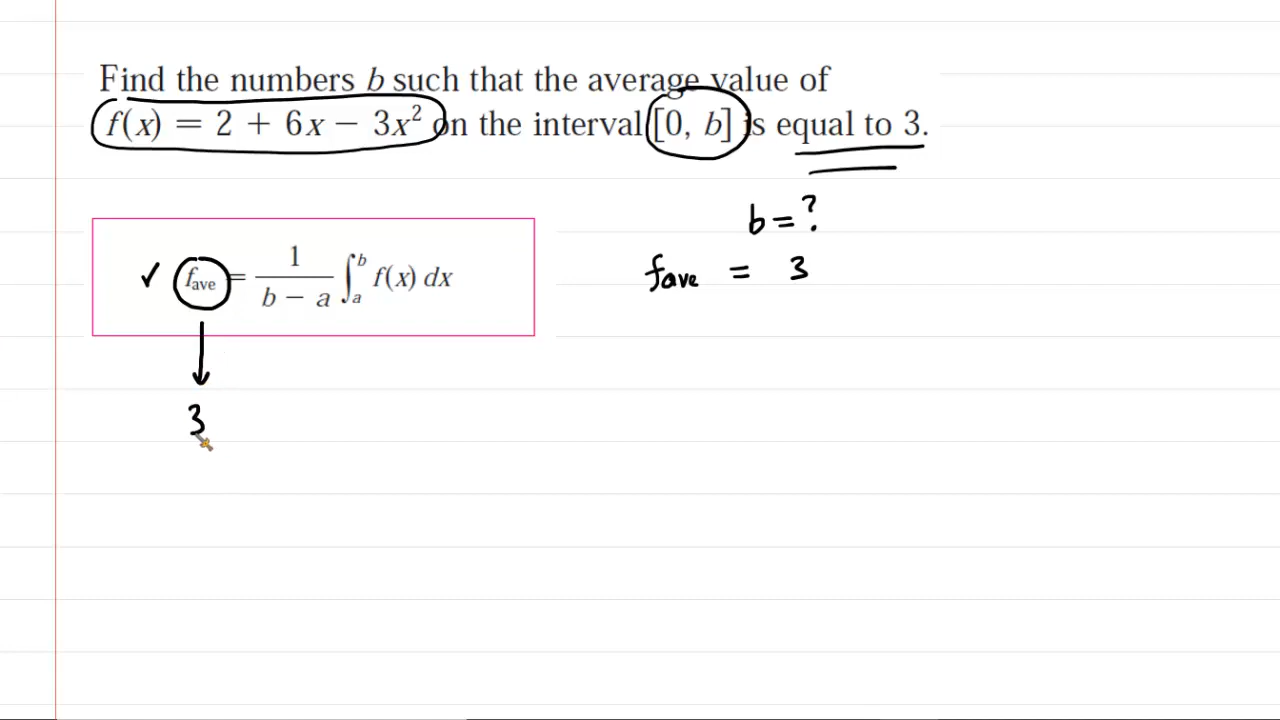 Find the numbers b such that the average value of
f(x) = 2 + 6x − 3x² on the interval [0, b] is equal to 3.
b = ?
✓ f_ave = 1/(b − a) ∫_a^b f(x) dx
f_ave = 3
3